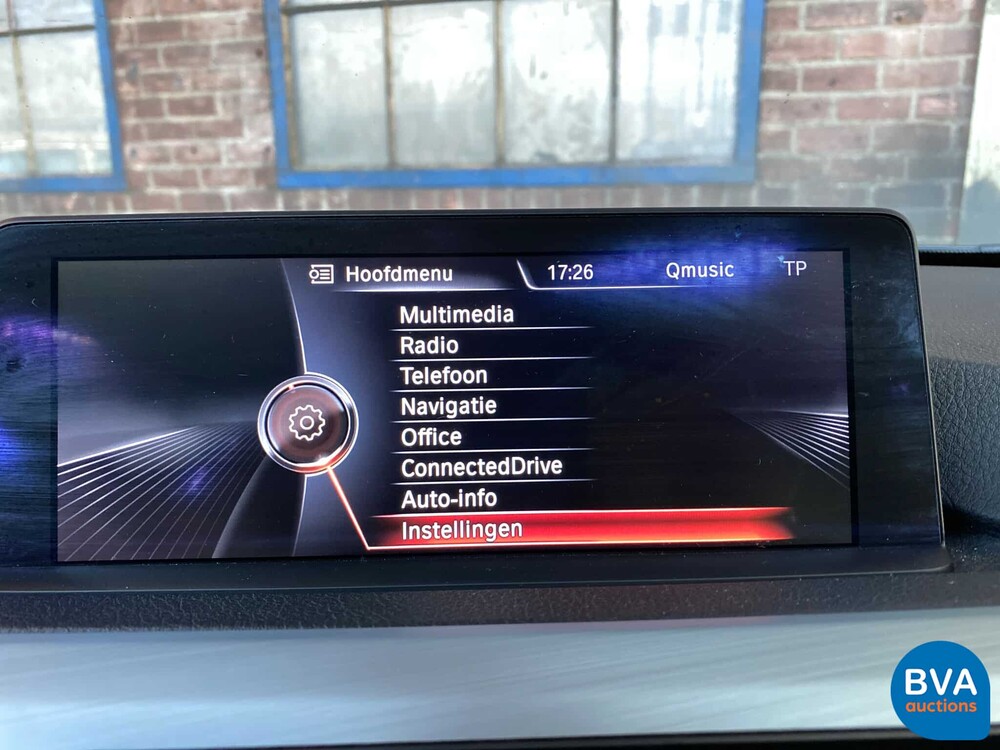 Hoofdmenu 17:26 Qmusic TP
Multimedia
Radio
Telefoon
Navigatie
Office
ConnectedDrive
Auto-info
Instellingen
BVA
auctions